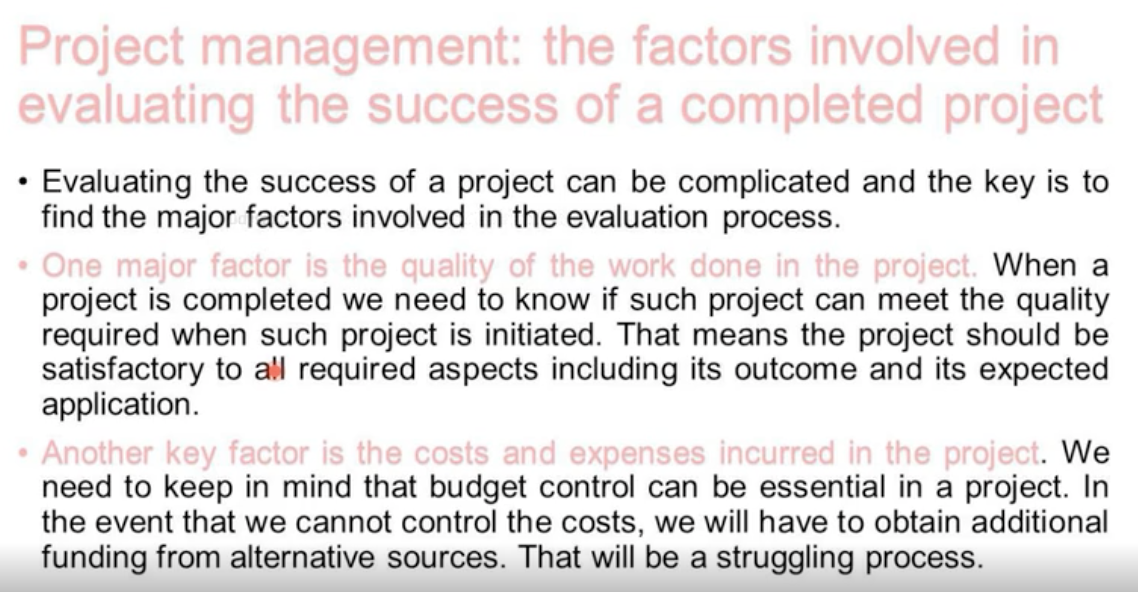 Project management: the factors involved in
evaluating the success of a completed project
• Evaluating the success of a project can be complicated and the key is to
find the major factors involved in the evaluation process.
• One major factor is the quality of the work done in the project. When a
project is completed we need to know if such project can meet the quality
required when such project is initiated. That means the project should be
satisfactory to all required aspects including its outcome and its expected
application.
• Another key factor is the costs and expenses incurred in the project. We
need to keep in mind that budget control can be essential in a project. In
the event that we cannot control the costs, we will have to obtain additional
funding from alternative sources. That will be a struggling process.